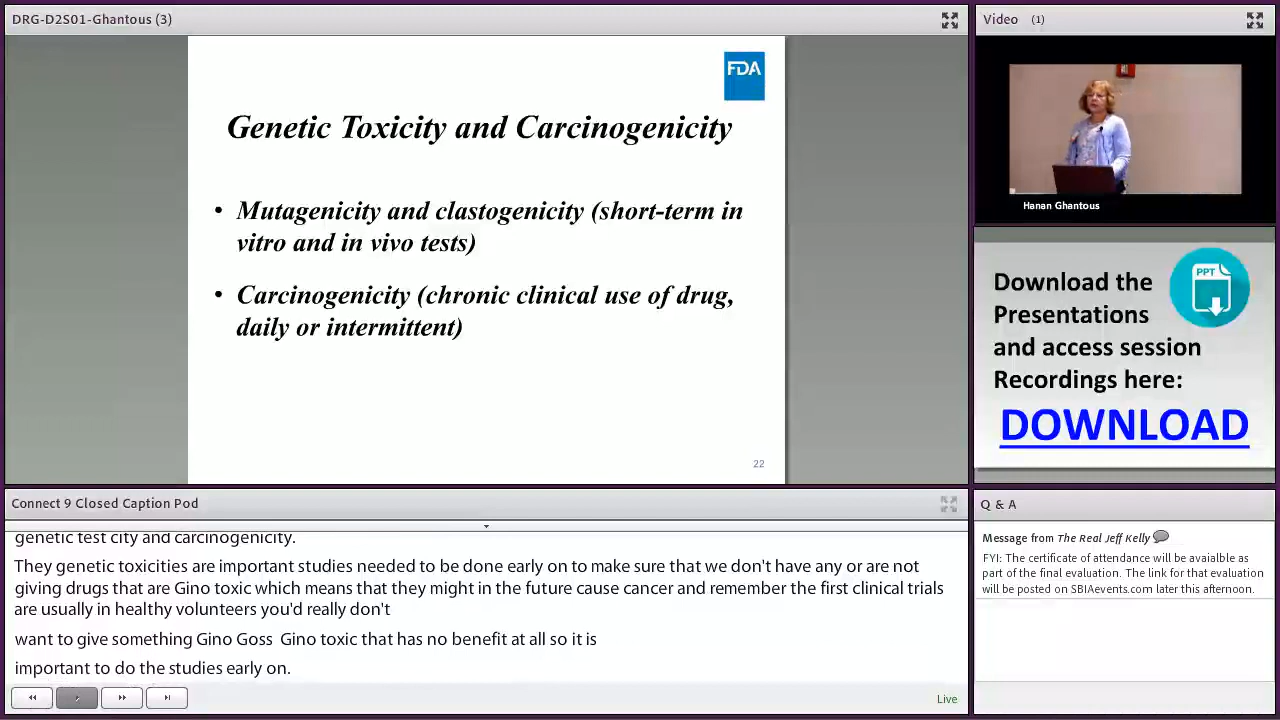 DRG-D2S01-Ghantous (3)
FDA
Genetic Toxicity and Carcinogenicity
• Mutagenicity and clastogenicity (short-term in
vitro and in vivo tests)
• Carcinogenicity (chronic clinical use of drug,
daily or intermittent)
22
Video (1)
Hanan Ghantous
Download the
Presentations
and access session
Recordings here:
DOWNLOAD
PPT
Connect 9 Closed Caption Pod
genetic test city and carcinogenicity.
They genetic toxicities are important studies needed to be done early on to make sure that we don't have any or are not
giving drugs that are Gino toxic which means that they might in the future cause cancer and remember the first clinical trials
are usually in healthy volunteers you'd really don't
want to give something Gino Goss Gino toxic that has no benefit at all so it is
important to do the studies early on.
Live
Q & A
Message from The Real Jeff Kelly
FYI: The certificate of attendance will be avaialble as
part of the final evaluation. The link for that evaluation
will be posted on SBIAevents.com later this afternoon.